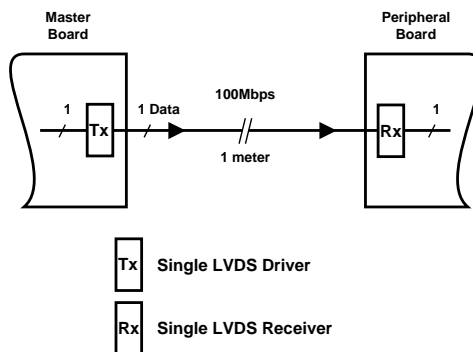 Master
Board
Peripheral
Board
1
Tx
1 Data
100Mbps
1 meter
Rx
1
Tx Single LVDS Driver
Rx Single LVDS Receiver